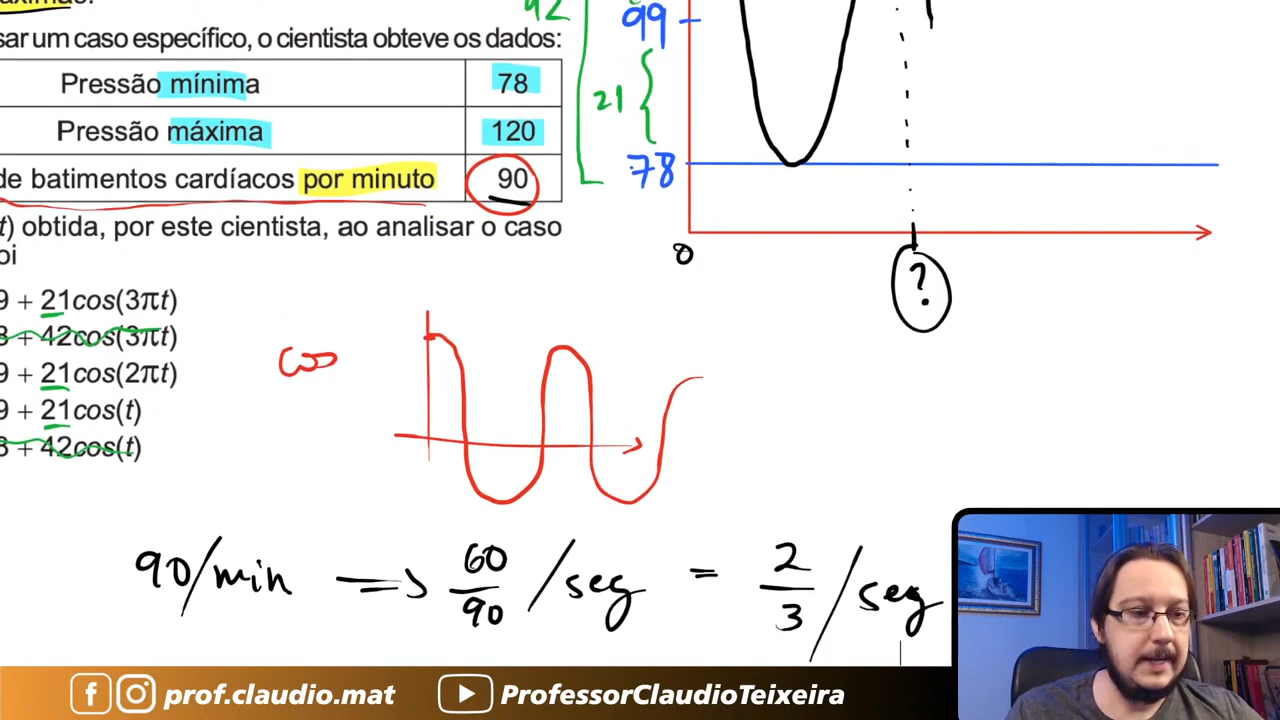 áximas.
sar um caso específico, o cientista obteve os dados:
Pressão mínima 78
Pressão máxima 120
de batimentos cardíacos por minuto 90
t) obtida, por este cientista, ao analisar o caso
oi
9 + 21cos(3πt)
8 + 42cos(3πt)
9 + 21cos(2πt)
9 + 21cos(t)
8 + 42cos(t)
42
99
21
78
0
?
cos
90/min => 60/90 /seg = 2/3 /seg
prof.claudio.mat
ProfessorClaudioTeixeira